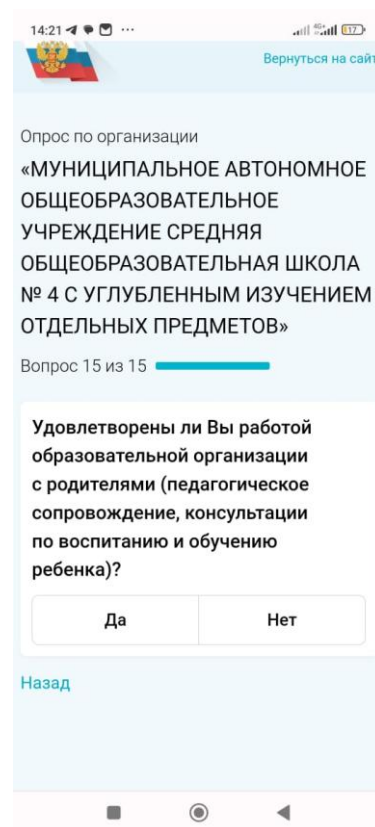 14:21
4G+
17
Вернуться на сайт
Опрос по организации
«МУНИЦИПАЛЬНОЕ АВТОНОМНОЕ
ОБЩЕОБРАЗОВАТЕЛЬНОЕ
УЧРЕЖДЕНИЕ СРЕДНЯЯ
ОБЩЕОБРАЗОВАТЕЛЬНАЯ ШКОЛА
№ 4 С УГЛУБЛЕННЫМ ИЗУЧЕНИЕМ
ОТДЕЛЬНЫХ ПРЕДМЕТОВ»
Вопрос 15 из 15
Удовлетворены ли Вы работой
образовательной организации
с родителями (педагогическое
сопровождение, консультации
по воспитанию и обучению
ребенка)?
Да Нет
Назад